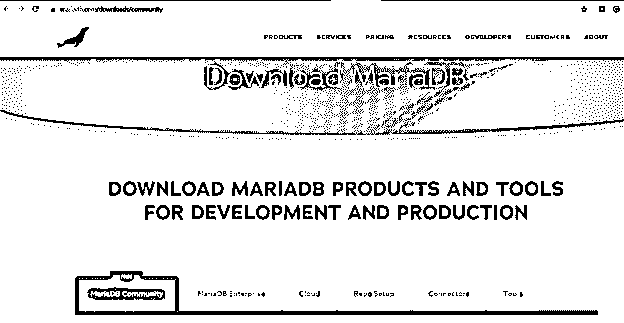 mariadb.com/downloads/community
PRODUCTS SERVICES PRICING RESOURCES DEVELOPERS CUSTOMERS ABOUT
Download MariaDB
DOWNLOAD MARIADB PRODUCTS AND TOOLS
FOR DEVELOPMENT AND PRODUCTION
MariaDB Community MariaDB Enterprise Cloud Repo Setup Connectors Tools